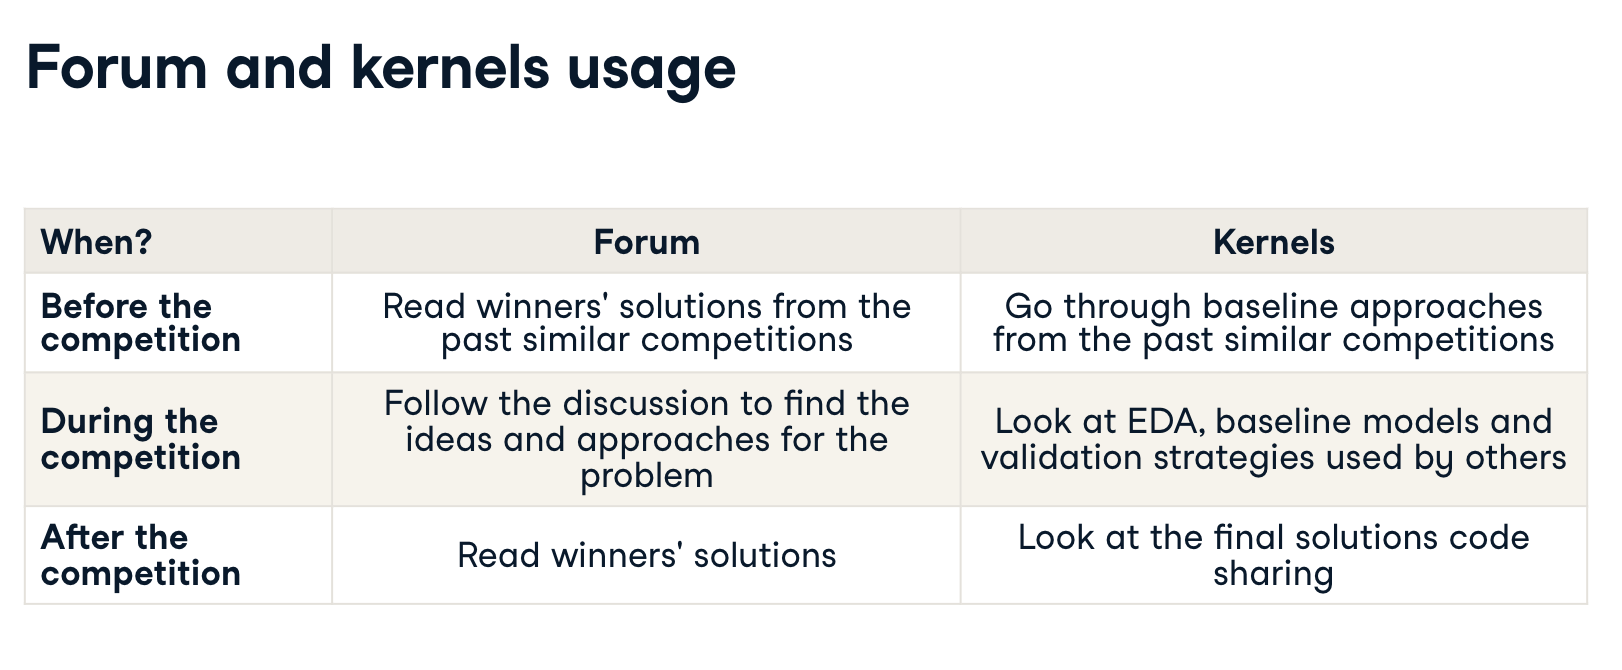 Forum and kernels usage
When?
Forum
Kernels
Before the
competition
Read winners' solutions from the
past similar competitions
Go through baseline approaches
from the past similar competitions
During the
competition
Follow the discussion to find the
ideas and approaches for the
problem
Look at EDA, baseline models and
validation strategies used by others
After the
competition
Read winners' solutions
Look at the final solutions code
sharing